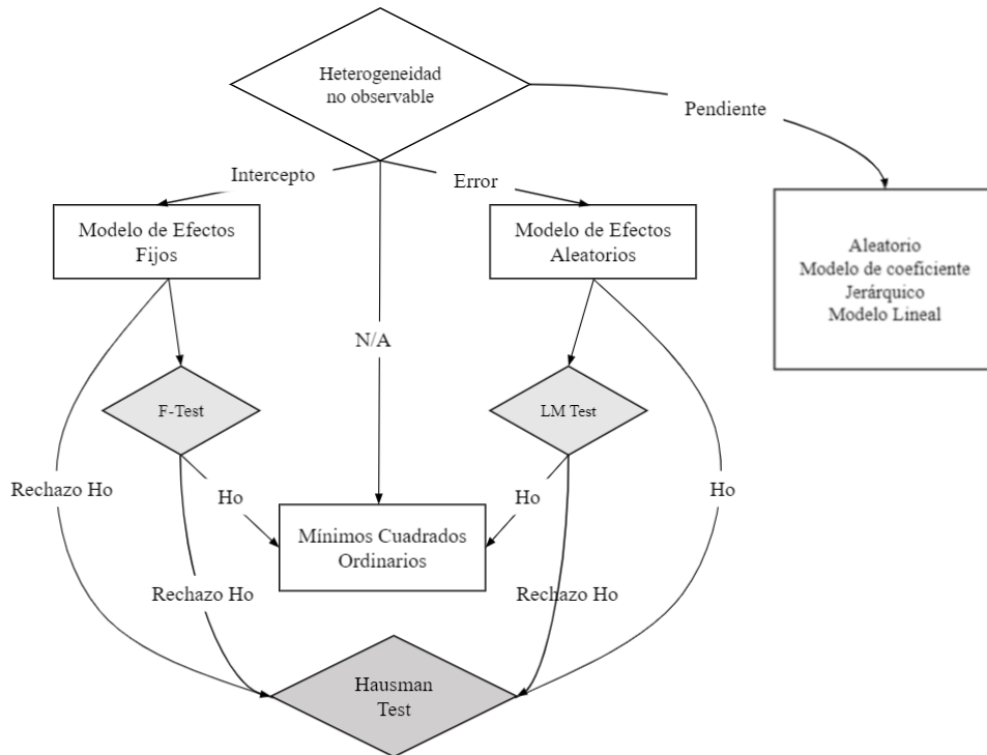 Heterogeneidad
no observable
Pendiente
Intercepto
Error
Modelo de Efectos
Fijos
Modelo de Efectos
Aleatorios
Aleatorio
Modelo de coeficiente
Jerárquico
Modelo Lineal
N/A
F-Test
LM Test
Rechazo Ho
Ho
Ho
Ho
Mínimos Cuadrados
Ordinarios
Rechazo Ho
Rechazo Ho
Hausman
Test